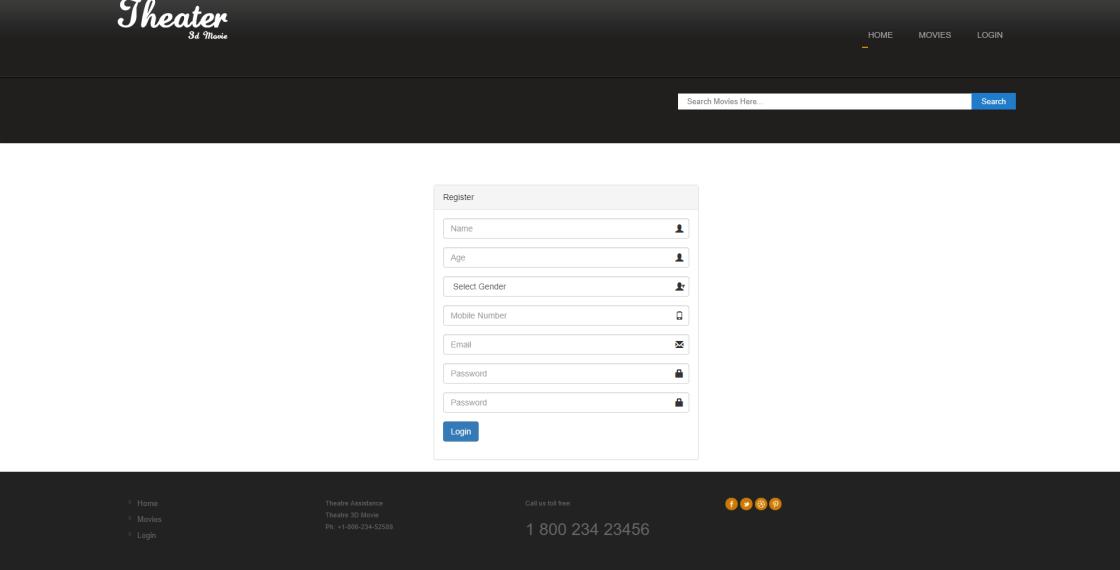 Theater
3d Movie
HOME MOVIES LOGIN
Search Movies Here... Search
Register
Name
Age
Select Gender
Mobile Number
Email
Password
Password
Login
Home
Movies
Login
Theatre Assistance
Theatre 3D Movie
Ph: +1-800-234-52589
Call us toll free:
1 800 234 23456